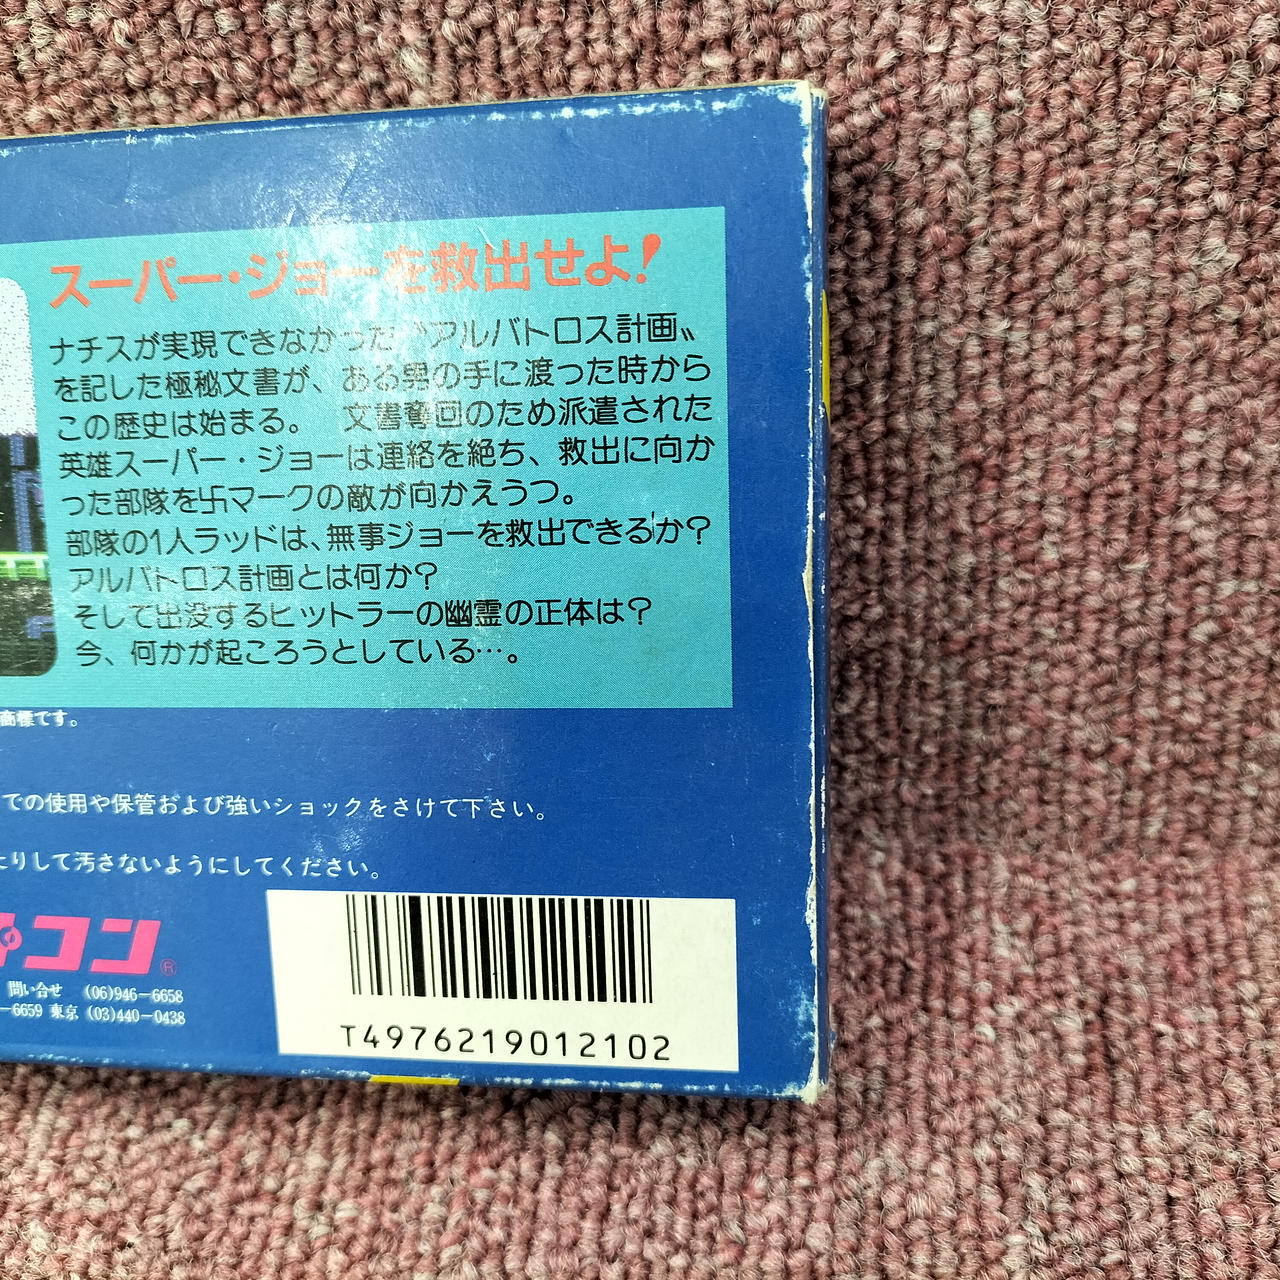 スーパー・ジョーを救出せよ!
ナチスが実現できなかった〝アルバトロス計画〟
を記した極秘文書が、ある男の手に渡った時から
この歴史は始まる。 文書奪回のため派遣された
英雄スーパー・ジョーは連絡を絶ち、救出に向か
った部隊を卐マークの敵が向かえうつ。
部隊の1人ラッドは、無事ジョーを救出できるか?
アルバトロス計画とは何か?
そして出没するヒットラーの幽霊の正体は?
今、何かが起ころうとしている…。
商標です。
での使用や保管および強いショックをさけて下さい。
たりして汚さないようにしてください。
コン®
問い合せ (06)946-6658
-6659 東京 (03)440-0438
T4976219012102